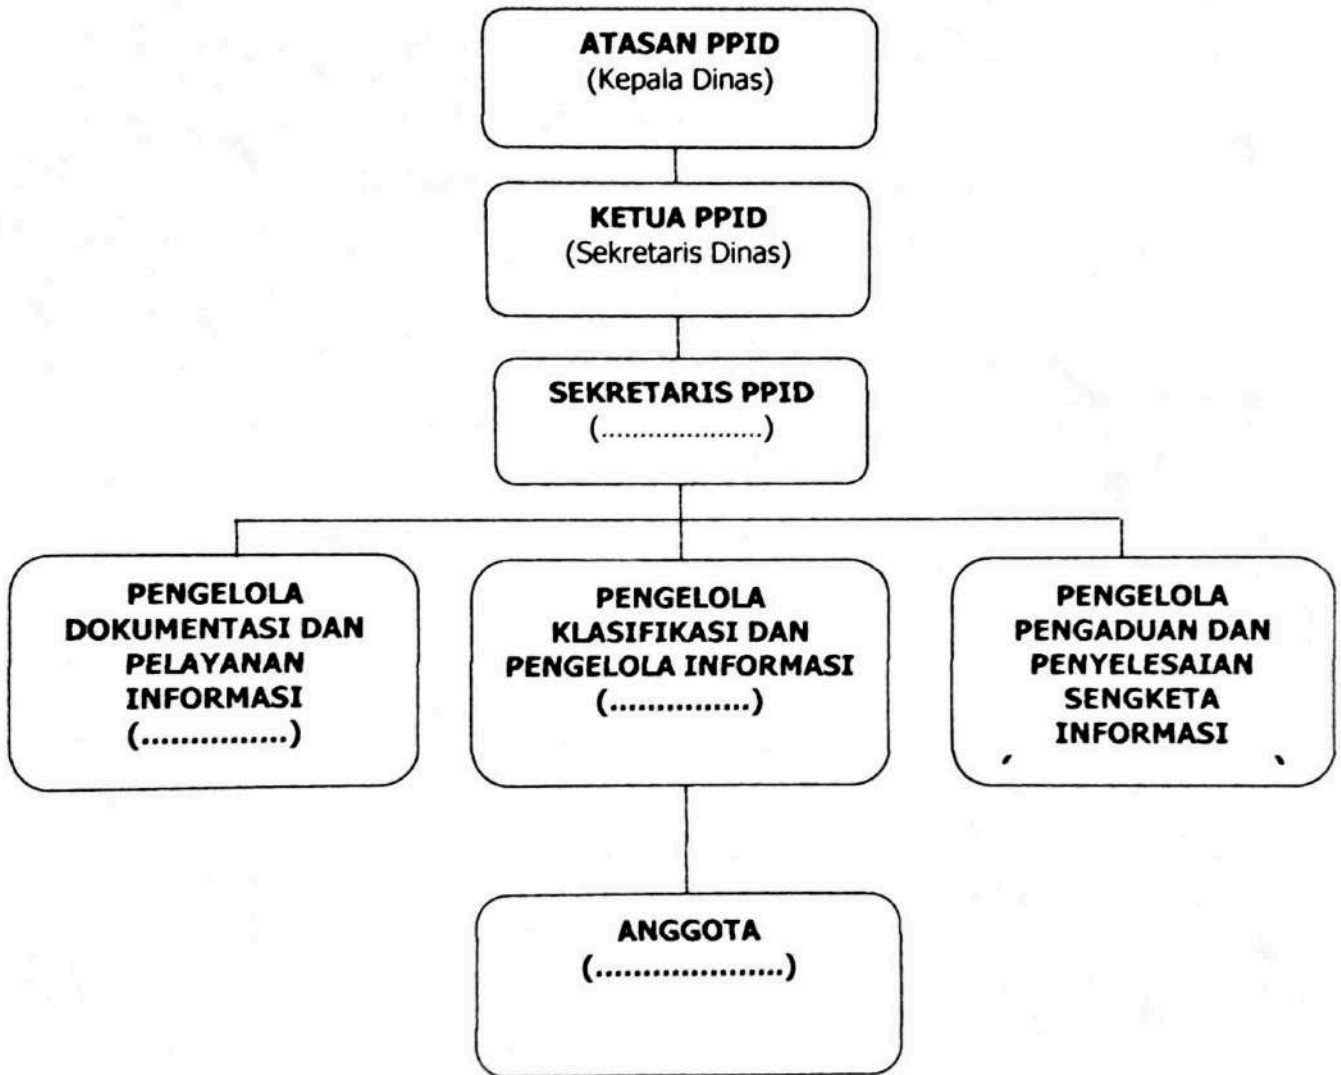 ATASAN PPID
(Kepala Dinas)
KETUA PPID
(Sekretaris Dinas)
SEKRETARIS PPID
(.....................)
PENGELOLA
DOKUMENTASI DAN
PELAYANAN
INFORMASI
(...............)
PENGELOLA
KLASIFIKASI DAN
PENGELOLA INFORMASI
(...............)
PENGELOLA
PENGADUAN DAN
PENYELESAIAN
SENGKETA
INFORMASI
ANGGOTA
(.....................)